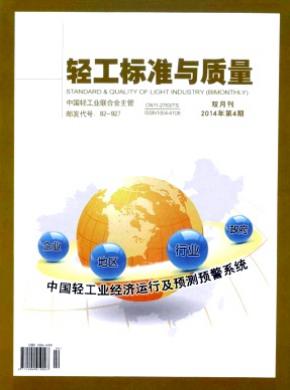 轻工标准与质量
STANDARD & QUALITY OF LIGHT INDUSTRY (BIMONTHLY)
中国轻工业联合会主管
邮发代号：82-927
双月刊
2014年第4期
企业
地区
行业
政府
中国轻工业经济运行及预测预警系统